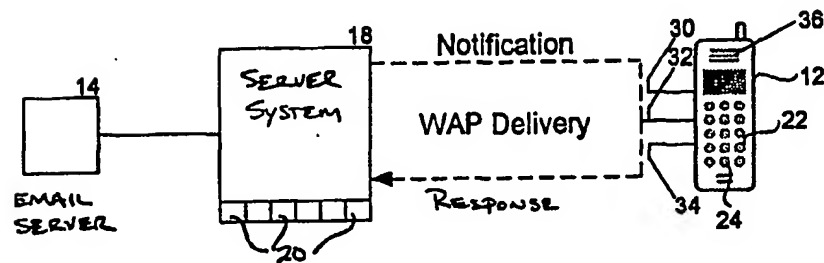 14
EMAIL
SERVER
18
SERVER
SYSTEM
20
Notification
WAP Delivery
RESPONSE
30
32
34
36
12
22
24